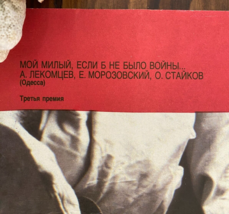 МОЙ МИЛЫЙ, ЕСЛИ Б НЕ БЫЛО ВОЙНЫ...
А. ЛЕКОМЦЕВ, Е. МОРОЗОВСКИЙ, О. СТАЙКОВ
(Одесса)
Третья премия